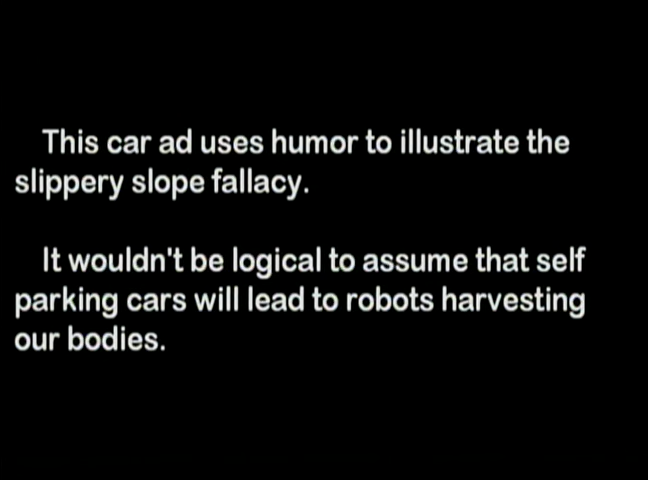 This car ad uses humor to illustrate the
slippery slope fallacy.
It wouldn't be logical to assume that self
parking cars will lead to robots harvesting
our bodies.